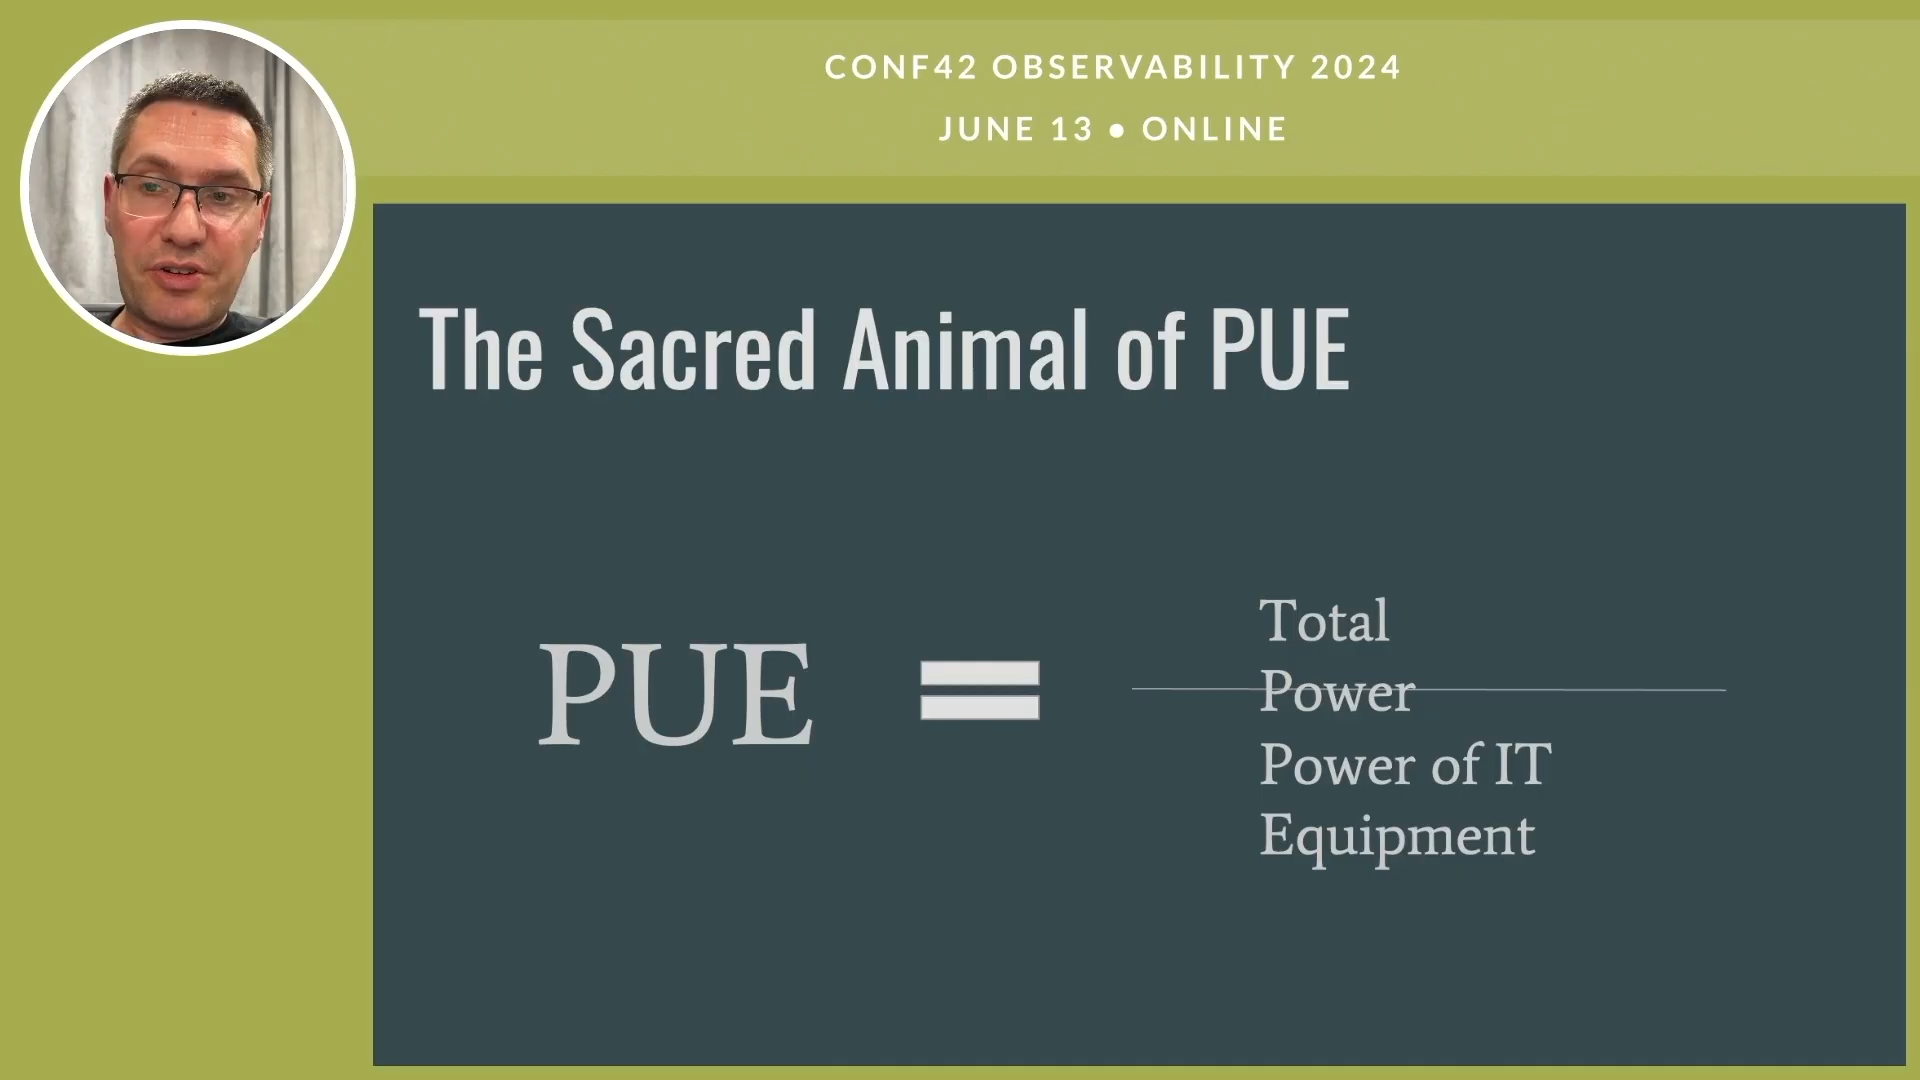 CONF42 OBSERVABILITY 2024
JUNE 13 • ONLINE
The Sacred Animal of PUE
PUE =
Total
Power
Power of IT
Equipment